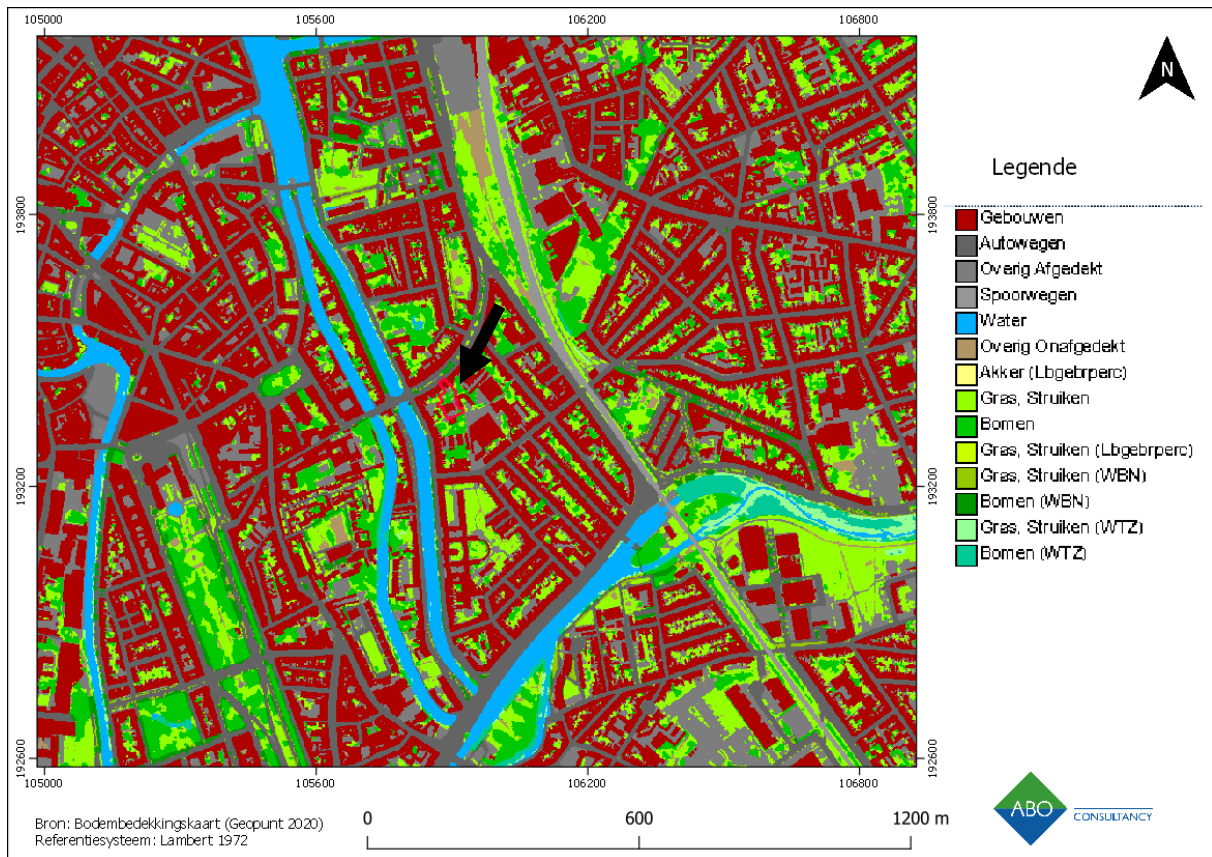 105000
105600
106200
106800
193800
193200
192600
193800
193200
192600
105000
105600
106200
106800
N
Legende
Gebouwen
Autowegen
Overig Afgedekt
Spoorwegen
Water
Overig Onafgedekt
Akker (Lbgebrperc)
Gras, Struiken
Bomen
Gras, Struiken (Lbgebrperc)
Gras, Struiken (WBN)
Bomen (WBN)
Gras, Struiken (WTZ)
Bomen (WTZ)
Bron: Bodembedekkingskaart (Geopunt 2020)
Referentiesysteem: Lambert 1972
0
600
1200 m
ABO
CONSULTANCY